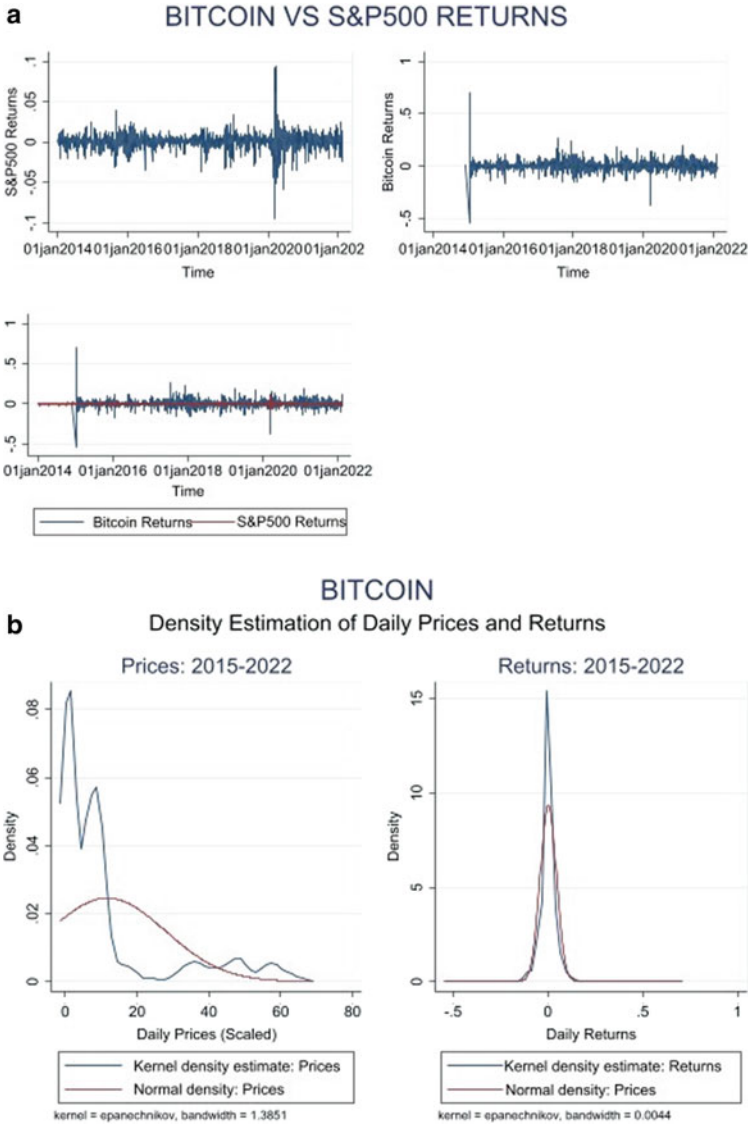 a
BITCOIN VS S&P500 RETURNS
S&P500 Returns
.1
.05
0
-.05
-.1
01jan2014 01jan2016 01jan2018 01jan2020 01jan202
Time
Bitcoin Returns
1
.5
0
-.5
01jan2014 01jan2016 01jan2018 01jan2020 01jan2022
Time
1
.5
0
-.5
01jan2014 01jan2016 01jan2018 01jan2020 01jan2022
Time
Bitcoin Returns S&P500 Returns
BITCOIN
b
Density Estimation of Daily Prices and Returns
Prices: 2015-2022
Density
.08
.06
.04
.02
0
0 20 40 60 80
Daily Prices (Scaled)
Kernel density estimate: Prices
Normal density: Prices
kernel = epanechnikov, bandwidth = 1.3851
Returns: 2015-2022
Density
15
10
5
0
-.5 0 .5 1
Daily Returns
Kernel density estimate: Returns
Normal density: Prices
kernel = epanechnikov, bandwidth = 0.0044